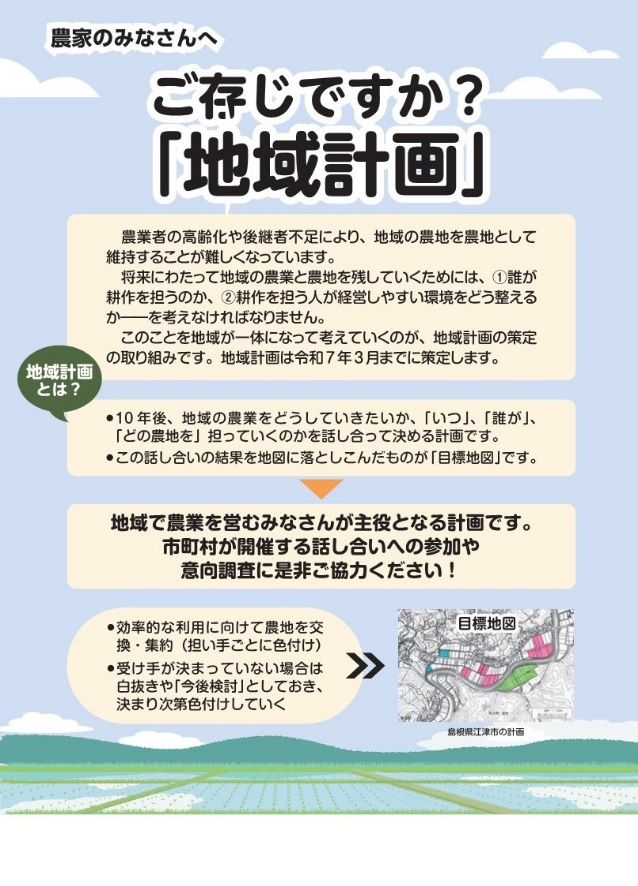 農家のみなさんへ
ご存じですか？
「地域計画」
農業者の高齢化や後継者不足により、地域の農地を農地として
維持することが難しくなっています。
将来にわたって地域の農業と農地を残していくためには、①誰が
耕作を担うのか、②耕作を担う人が経営しやすい環境をどう整える
か――を考えなければなりません。
このことを地域が一体になって考えていくのが、地域計画の策定
の取り組みです。地域計画は令和７年３月までに策定します。
地域計画
とは？
●10年後、地域の農業をどうしていきたいか、「いつ」、「誰が」、
「どの農地を」担っていくのかを話し合って決める計画です。
●この話し合いの結果を地図に落としこんだものが「目標地図」です。
地域で農業を営むみなさんが主役となる計画です。
市町村が開催する話し合いへの参加や
意向調査に是非ご協力ください！
●効率的な利用に向けて農地を交
換・集約（担い手ごとに色付け）
●受け手が決まっていない場合は
白抜きや「今後検討」としておき、
決まり次第色付けしていく
目標地図
島根県江津市の計画